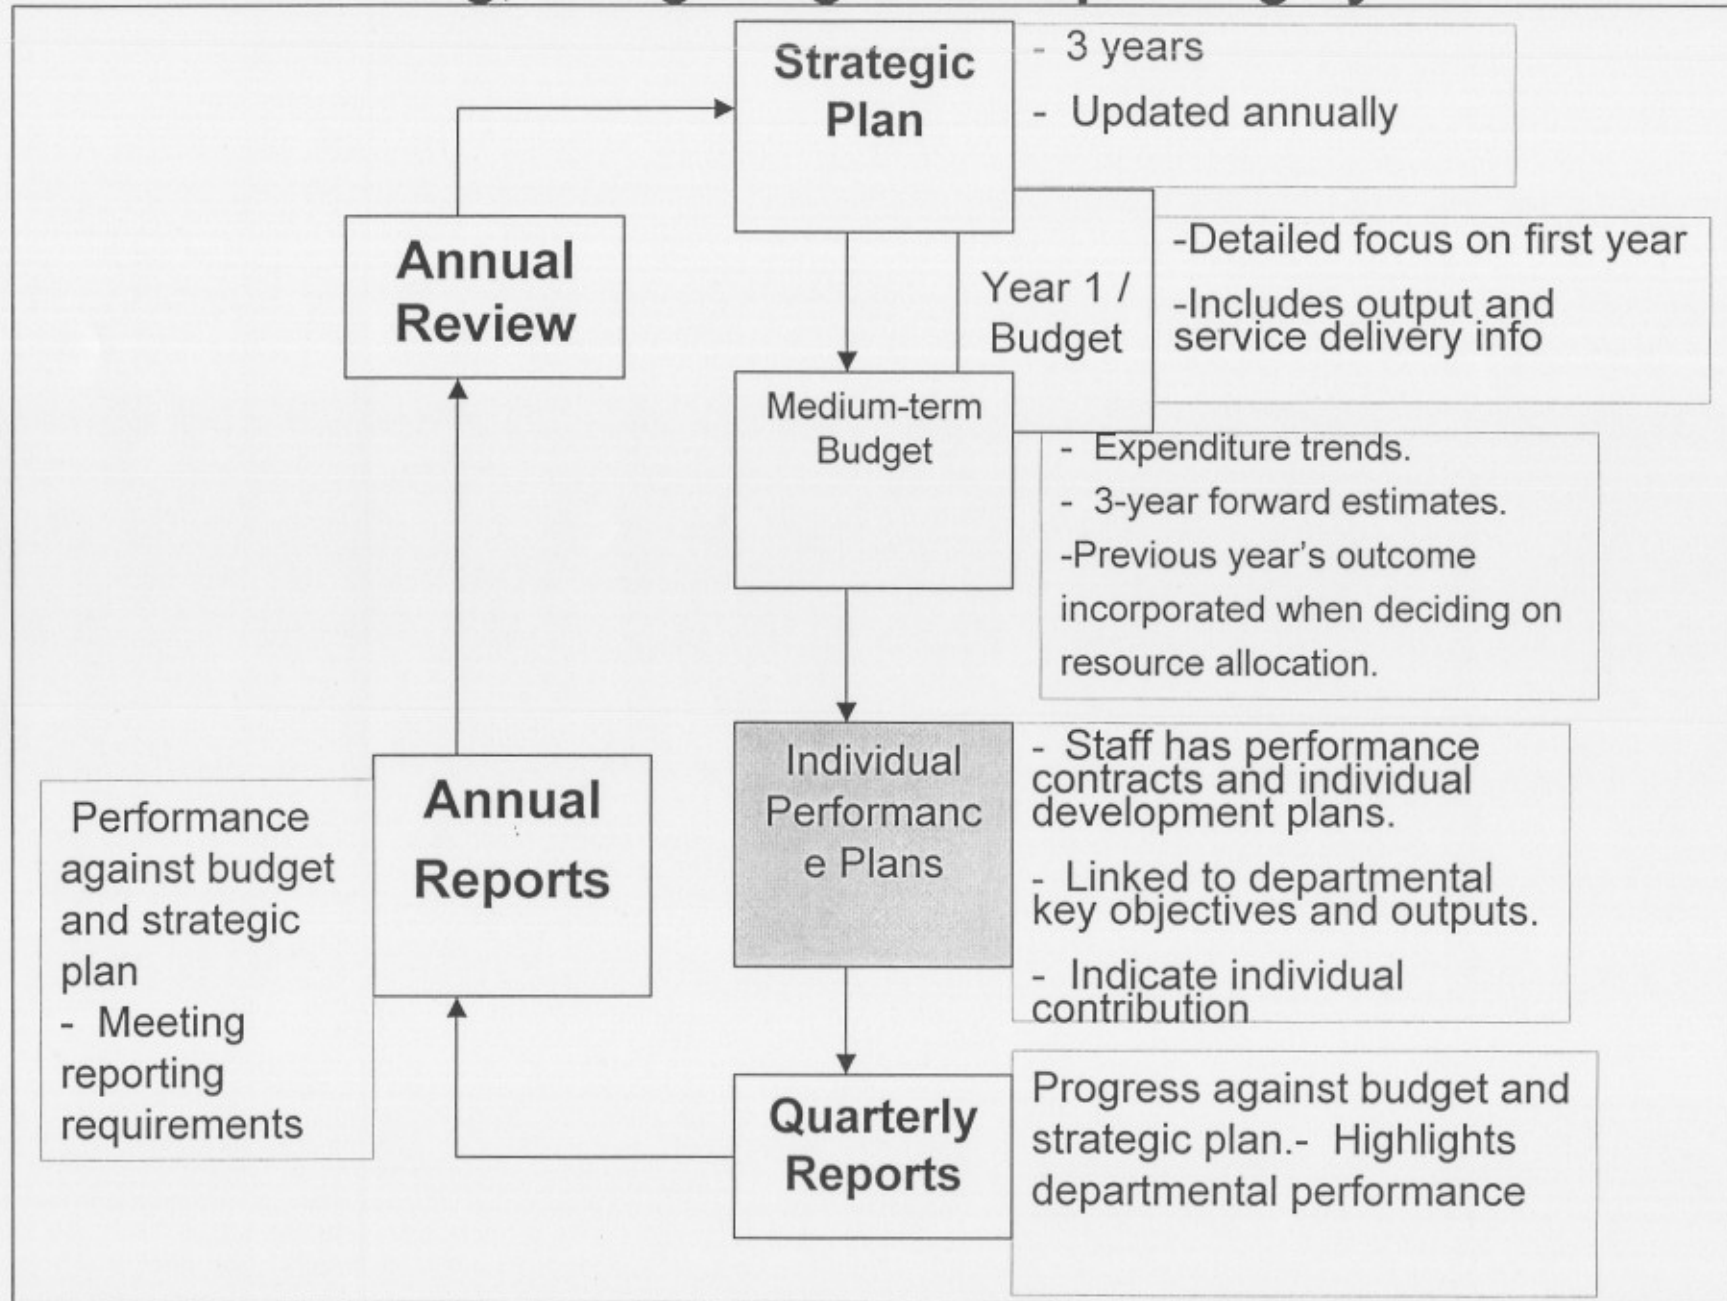 Strategic
Plan
- 3 years
- Updated annually
Annual
Review
Year 1 /
Budget
-Detailed focus on first year
-Includes output and
service delivery info
Medium-term
Budget
- Expenditure trends.
- 3-year forward estimates.
-Previous year's outcome
incorporated when deciding on
resource allocation.
Individual
Performanc
e Plans
- Staff has performance
contracts and individual
development plans.
- Linked to departmental
key objectives and outputs.
- Indicate individual
contribution
Annual
Reports
Performance
against budget
and strategic
plan
- Meeting
reporting
requirements
Quarterly
Reports
Progress against budget and
strategic plan.- Highlights
departmental performance